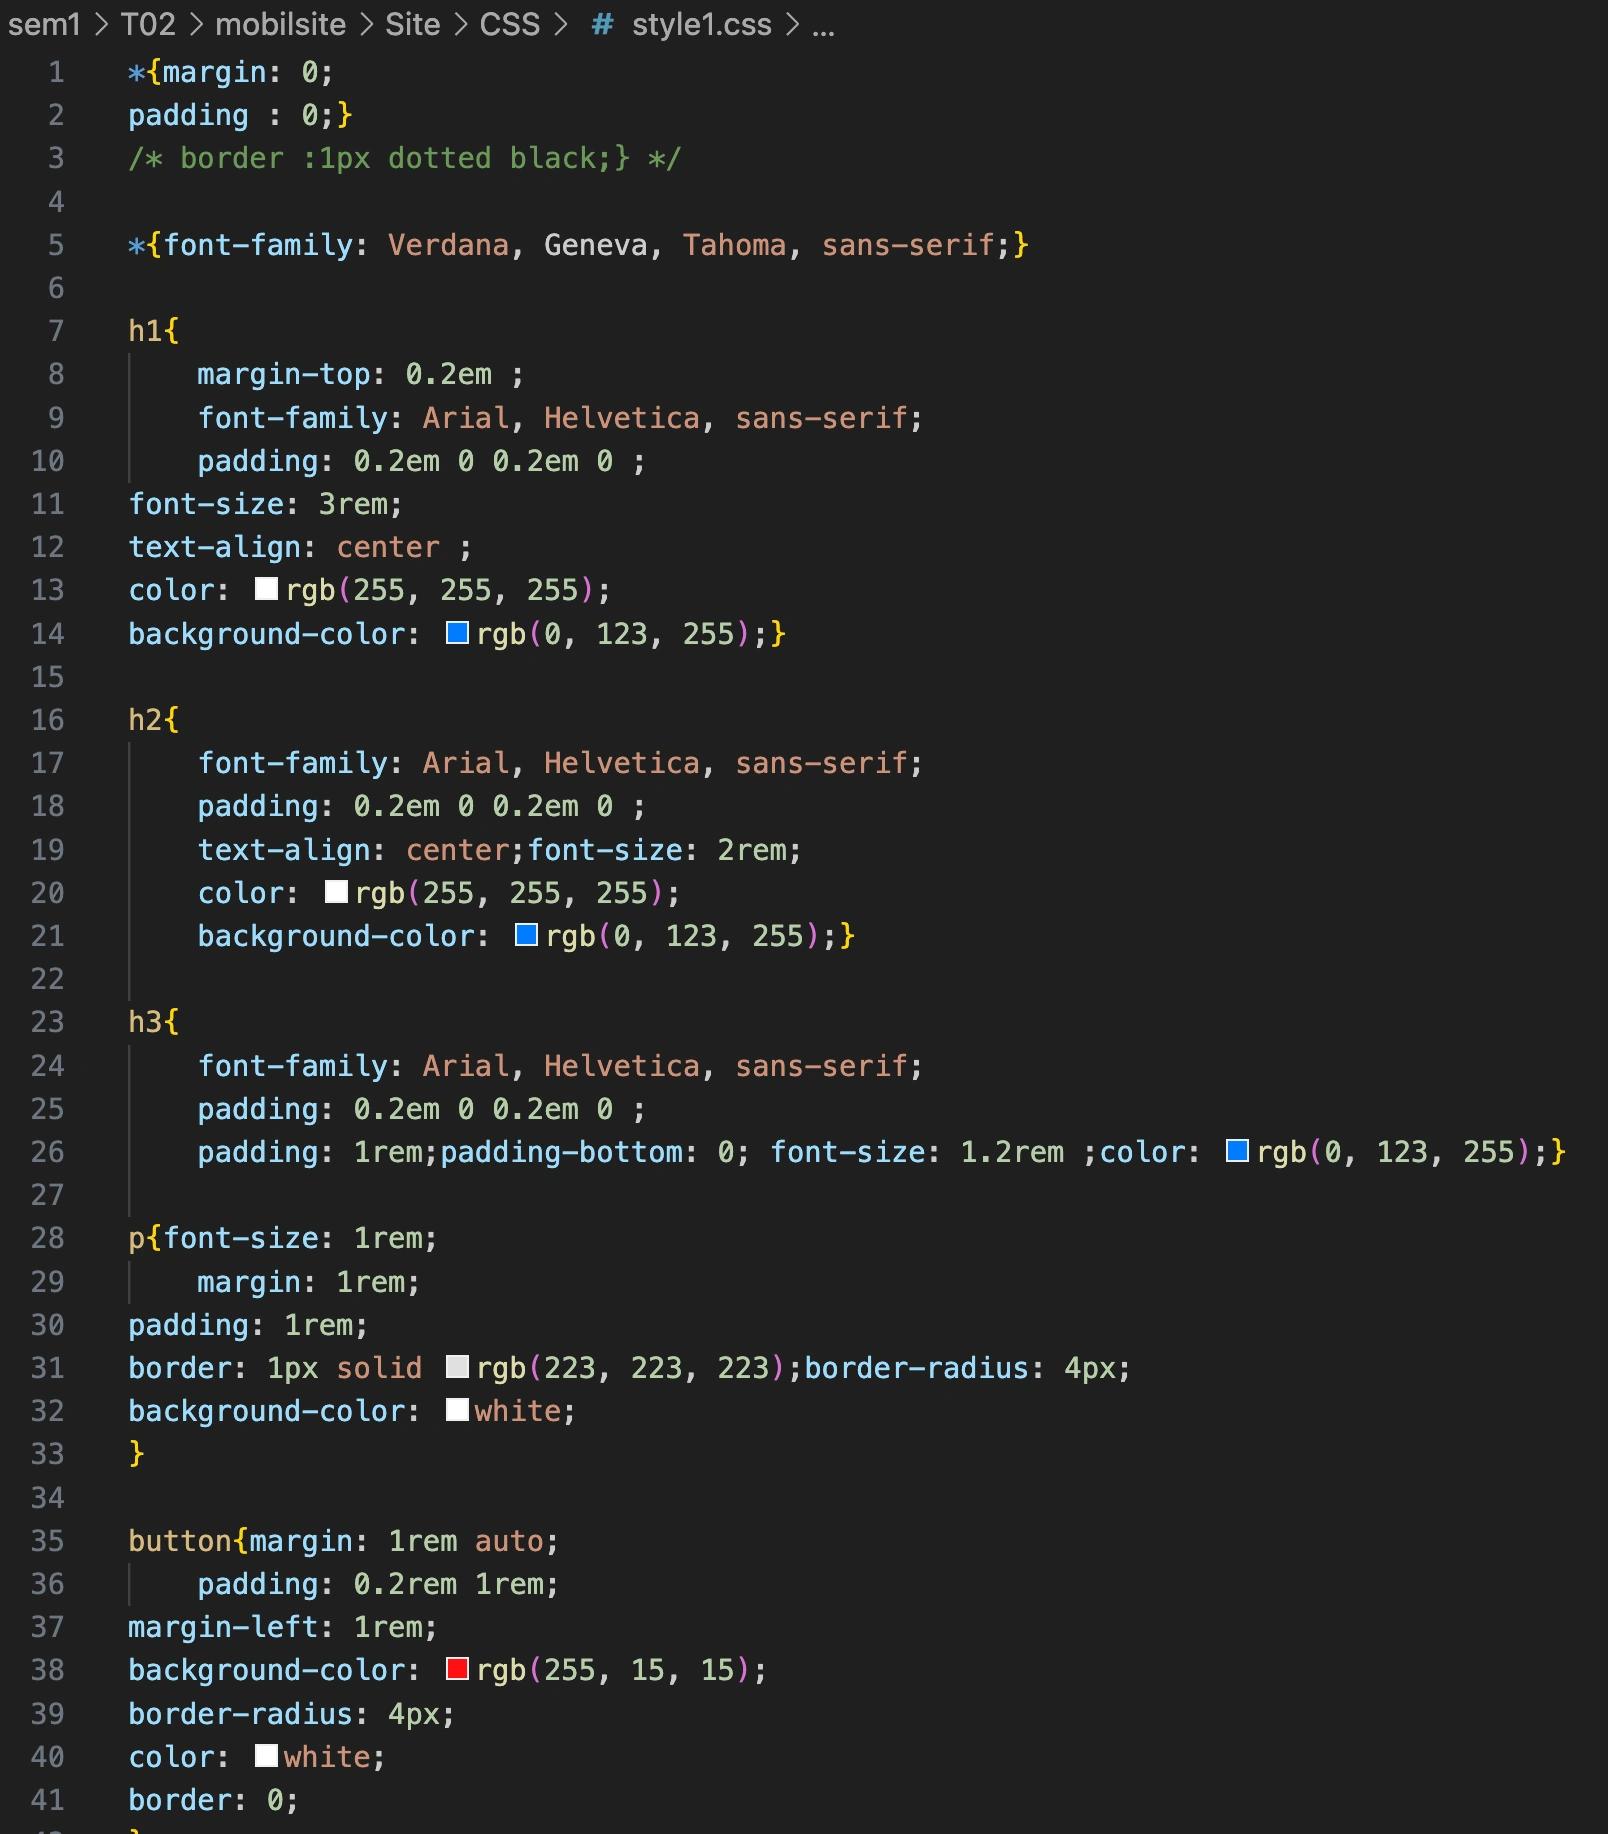 sem1 > T02 > mobilsite > Site > CSS > # style1.css > ...
1 *{margin: 0;
2 padding : 0;}
3 /* border :1px dotted black;} */
4
5 *{font-family: Verdana, Geneva, Tahoma, sans-serif;}
6
7 h1{
8     margin-top: 0.2em ;
9     font-family: Arial, Helvetica, sans-serif;
10     padding: 0.2em 0 0.2em 0 ;
11 font-size: 3rem;
12 text-align: center ;
13 color: rgb(255, 255, 255);
14 background-color: rgb(0, 123, 255);}
15
16 h2{
17     font-family: Arial, Helvetica, sans-serif;
18     padding: 0.2em 0 0.2em 0 ;
19     text-align: center;font-size: 2rem;
20     color: rgb(255, 255, 255);
21     background-color: rgb(0, 123, 255);}
22
23 h3{
24     font-family: Arial, Helvetica, sans-serif;
25     padding: 0.2em 0 0.2em 0 ;
26     padding: 1rem;padding-bottom: 0; font-size: 1.2rem ;color: rgb(0, 123, 255);}
27
28 p{font-size: 1rem;
29     margin: 1rem;
30 padding: 1rem;
31 border: 1px solid rgb(223, 223, 223);border-radius: 4px;
32 background-color: white;
33 }
34
35 button{margin: 1rem auto;
36     padding: 0.2rem 1rem;
37 margin-left: 1rem;
38 background-color: rgb(255, 15, 15);
39 border-radius: 4px;
40 color: white;
41 border: 0;